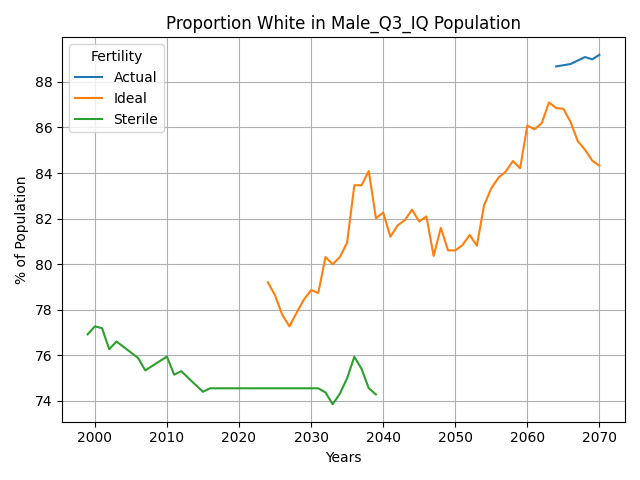 Proportion White in Male_Q3_IQ Population
Fertility
Actual
Ideal
Sterile
% of Population
88
86
84
82
80
78
76
74
2000 2010 2020 2030 2040 2050 2060 2070
Years